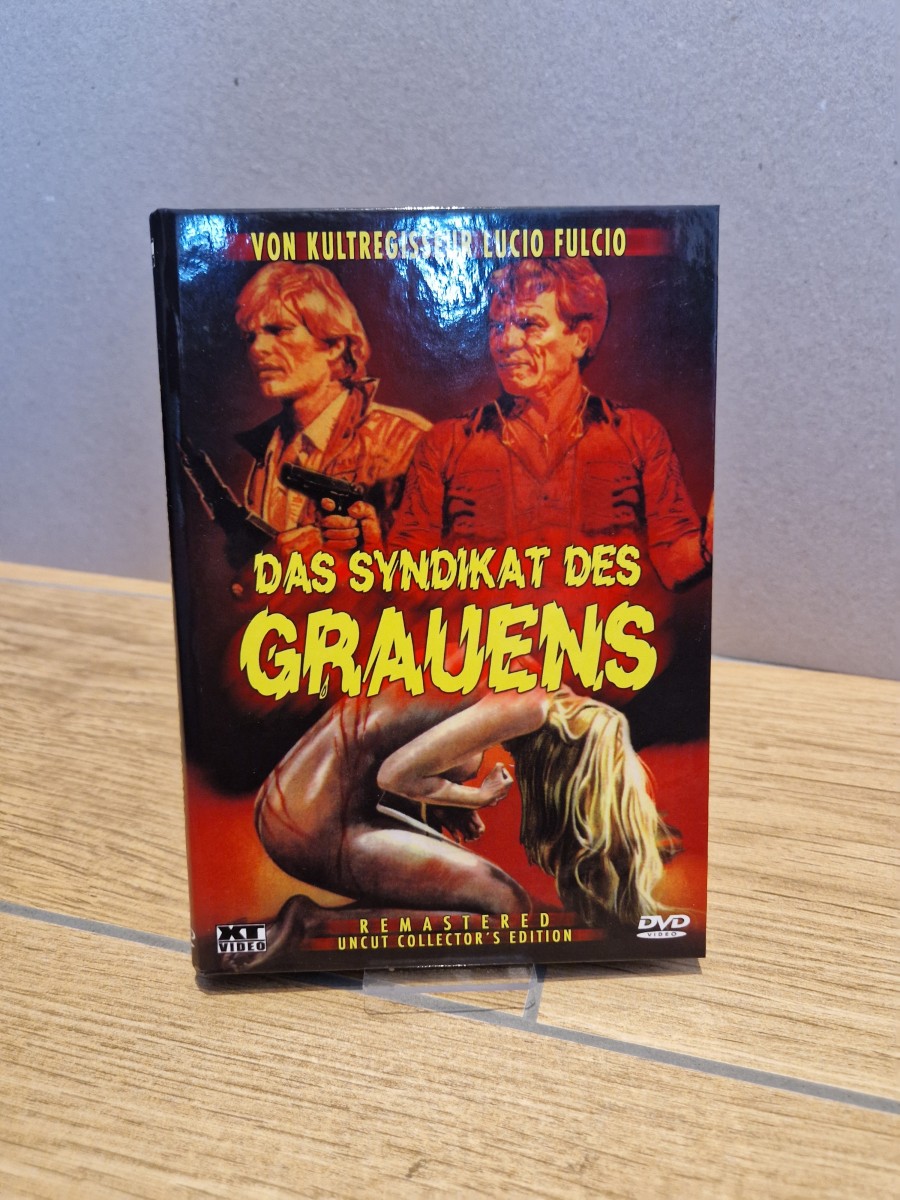 VON KULTREGISSEUR LUCIO FULCIO
DAS SYNDIKAT DES
GRAUENS
REMASTERED
UNCUT COLLECTOR'S EDITION
XT
VIDEO
DVD
VIDEO